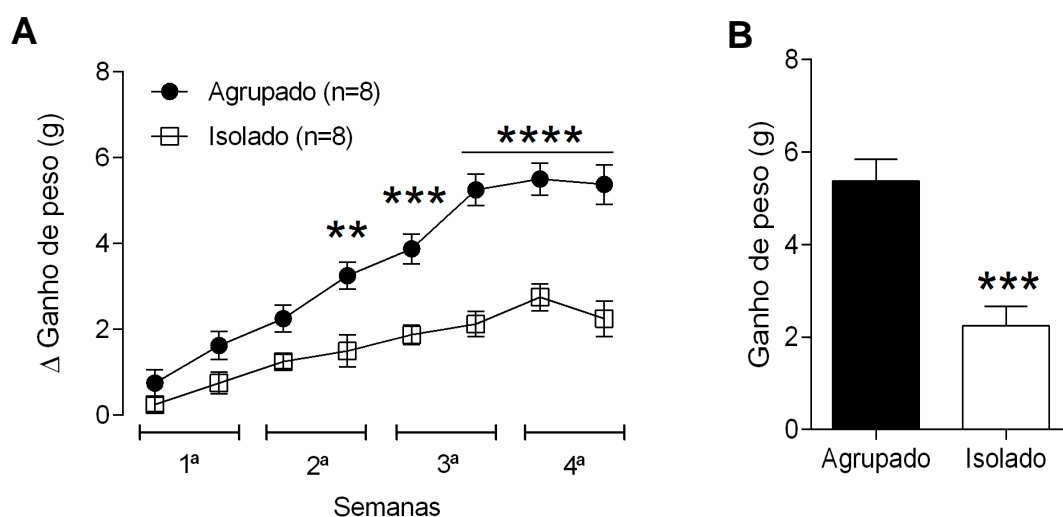 A
8
6
4
2
0
Δ Ganho de peso (g)
Agrupado (n=8)
Isolado (n=8)
**
***
****
1ª
2ª
3ª
4ª
Semanas
B
8
6
4
2
0
Ganho de peso (g)
***
Agrupado
Isolado